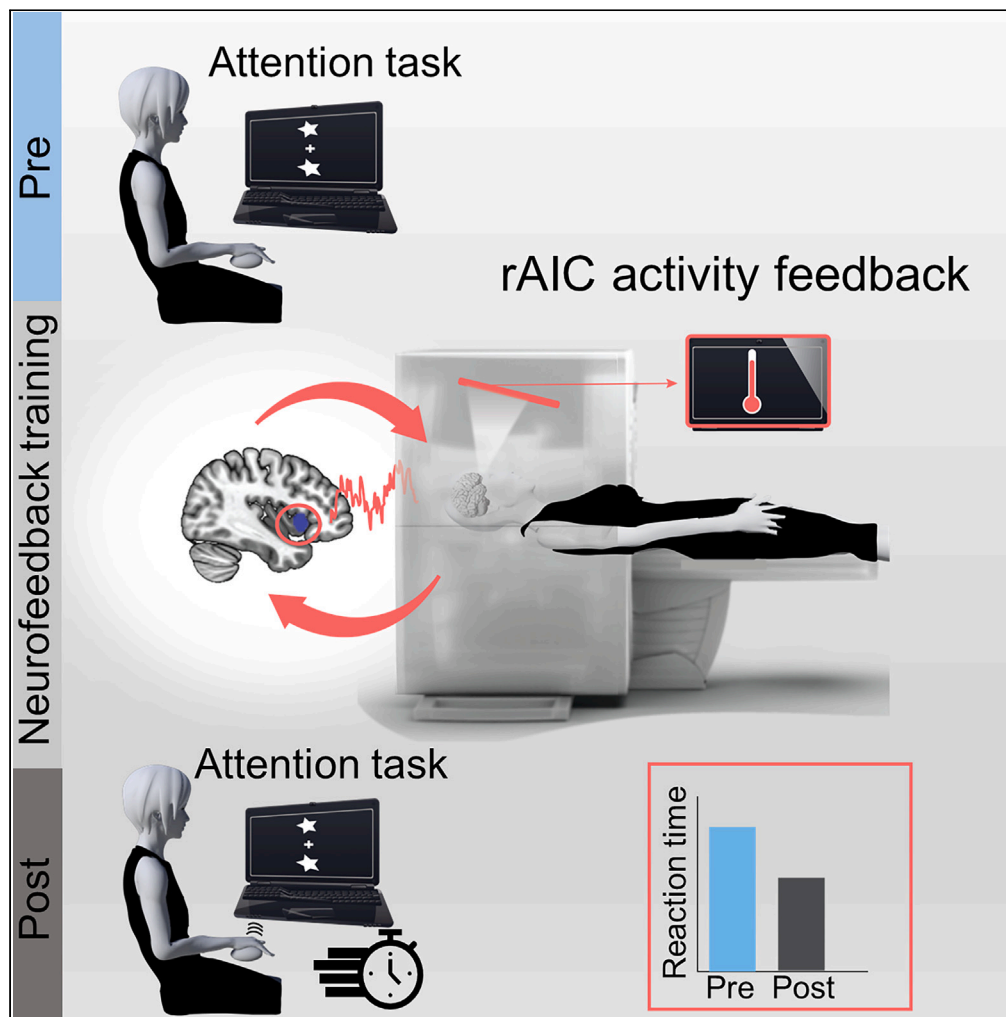 Pre
Attention task
Neurofeedback training
rAIC activity feedback
Post
Attention task
Reaction time
Pre
Post